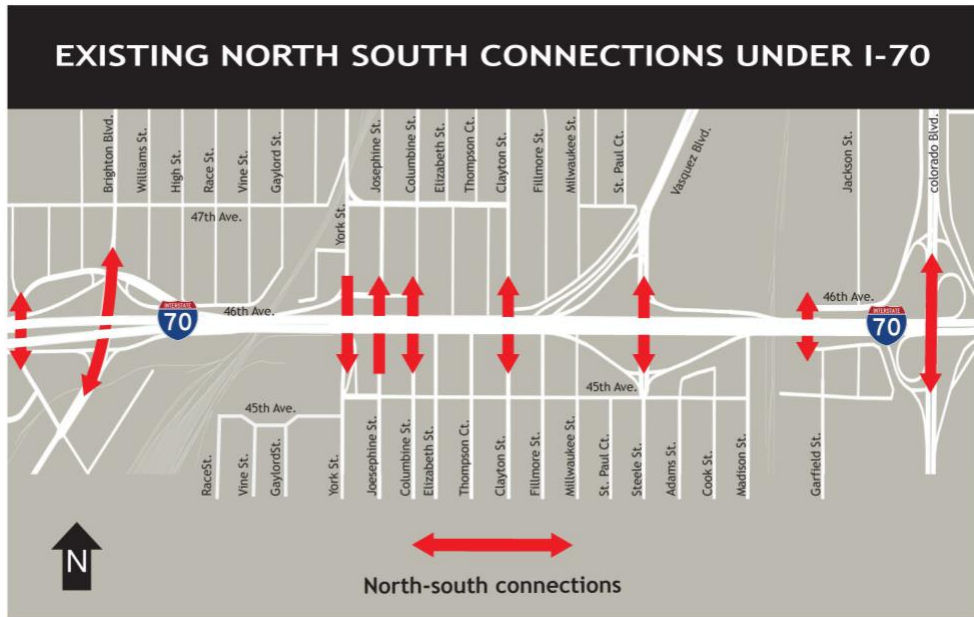 EXISTING NORTH SOUTH CONNECTIONS UNDER I-70
Brighton Blvd.
Williams St.
High St.
Race St.
Vine St.
Gaylord St.
York St.
Josephine St.
Columbine St.
Elizabeth St.
Thompson Ct.
Clayton St.
Fillmore St.
Milwaukee St.
St. Paul Ct.
Vasquez Blvd.
Jackson St.
colorado Blvd.
47th Ave.
46th Ave.
46th Ave.
INTERSTATE
70
INTERSTATE
70
45th Ave.
45th Ave.
RaceSt.
Vine St.
GaylordSt.
York St.
Joesephine St.
Columbine St.
Elizabeth St.
Thompson Ct.
Clayton St.
Fillmore St.
Millwaukee St.
St. Paul Ct.
Steele St.
Adams St.
Cook St.
Madison St.
Garfield St.
N
North-south connections